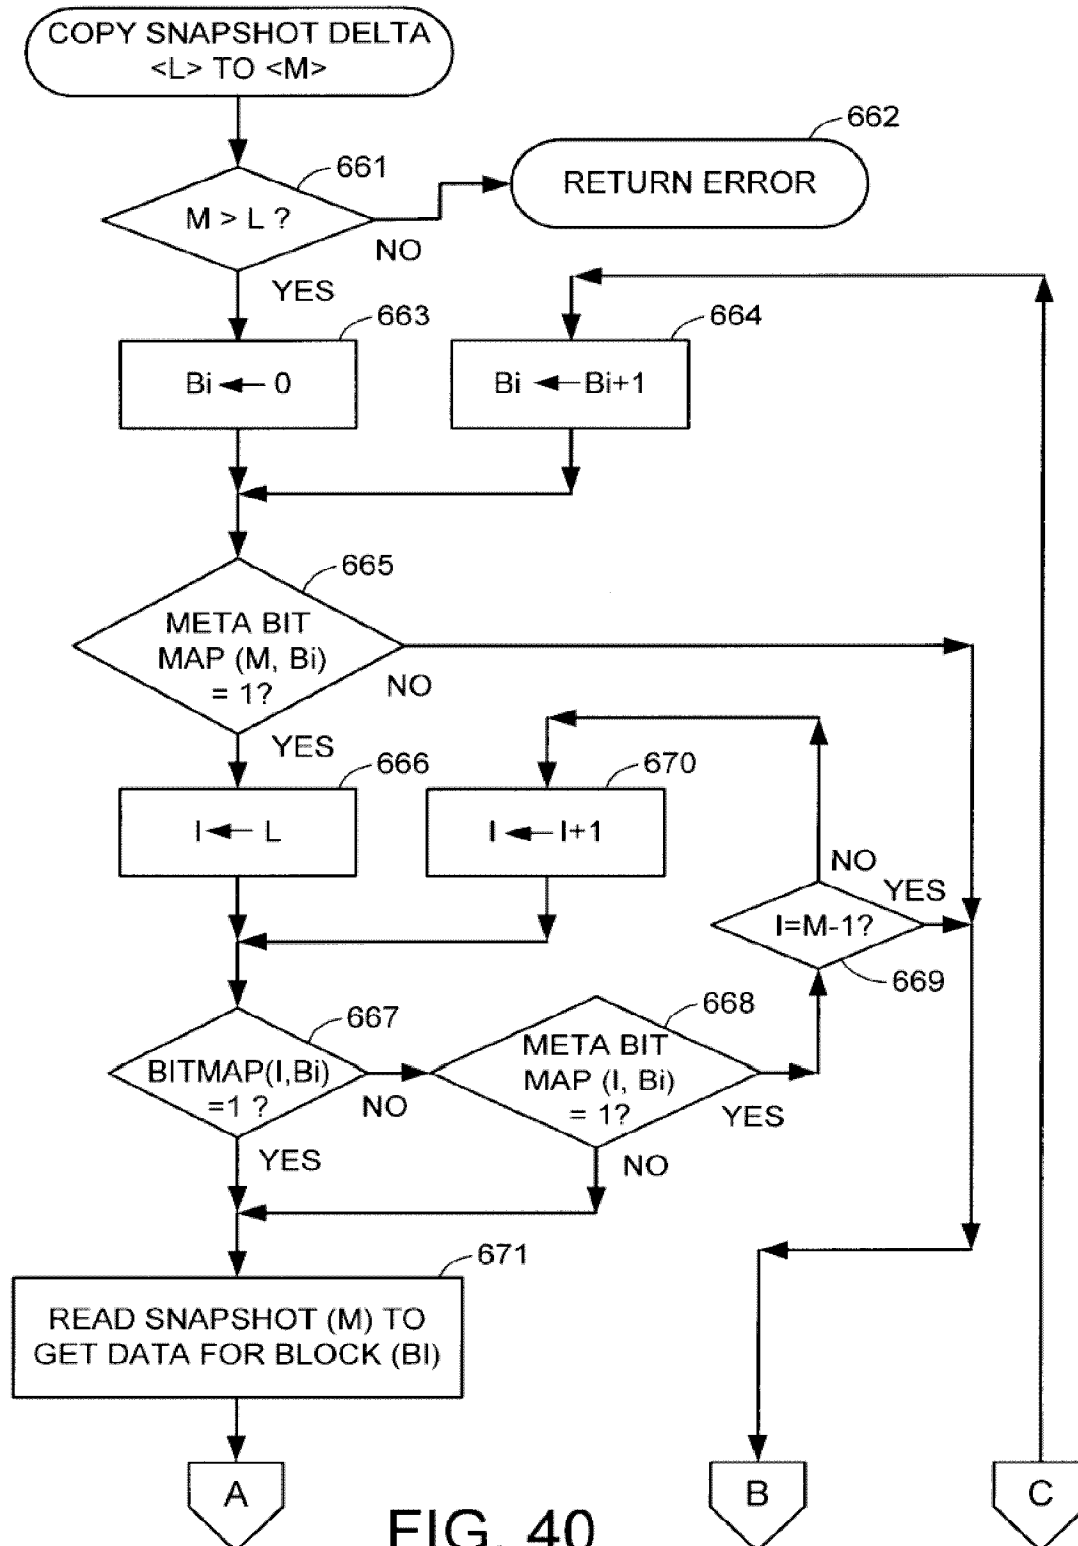 COPY SNAPSHOT DELTA
<L> TO <M>
662
661
RETURN ERROR
M > L ?
NO
YES
663
664
Bi ← 0
Bi ← Bi+1
665
META BIT
MAP (M, Bi)
= 1?
NO
YES
666
670
I ← L
I ← I+1
NO
YES
I=M-1?
669
667
668
BITMAP(I,Bi)
=1 ?
NO
META BIT
MAP (I, Bi)
= 1?
YES
YES
NO
671
READ SNAPSHOT (M) TO
GET DATA FOR BLOCK (BI)
A
B
C
FIG. 40